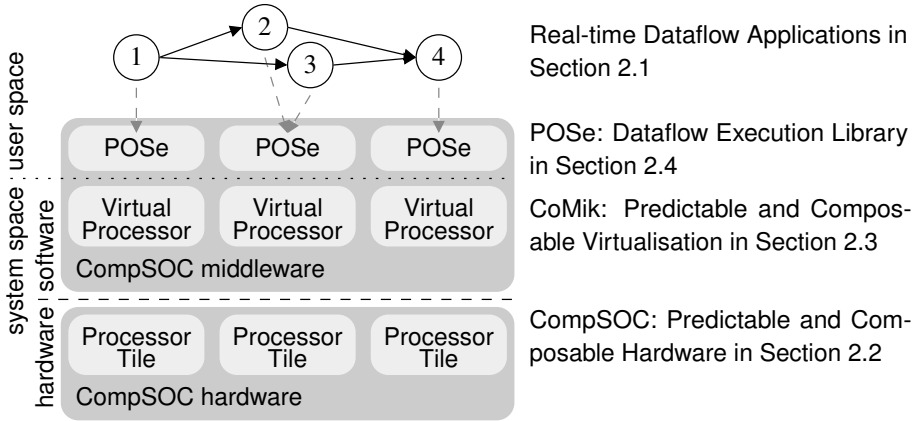 1
2
3
4
Real-time Dataflow Applications in
Section 2.1
user space
POSe
POSe
POSe
POSe: Dataflow Execution Library
in Section 2.4
system space
software
Virtual
Processor
Virtual
Processor
Virtual
Processor
CompSOC middleware
CoMik: Predictable and Compos-
able Virtualisation in Section 2.3
hardware
Processor
Tile
Processor
Tile
Processor
Tile
CompSOC hardware
CompSOC: Predictable and Com-
posable Hardware in Section 2.2